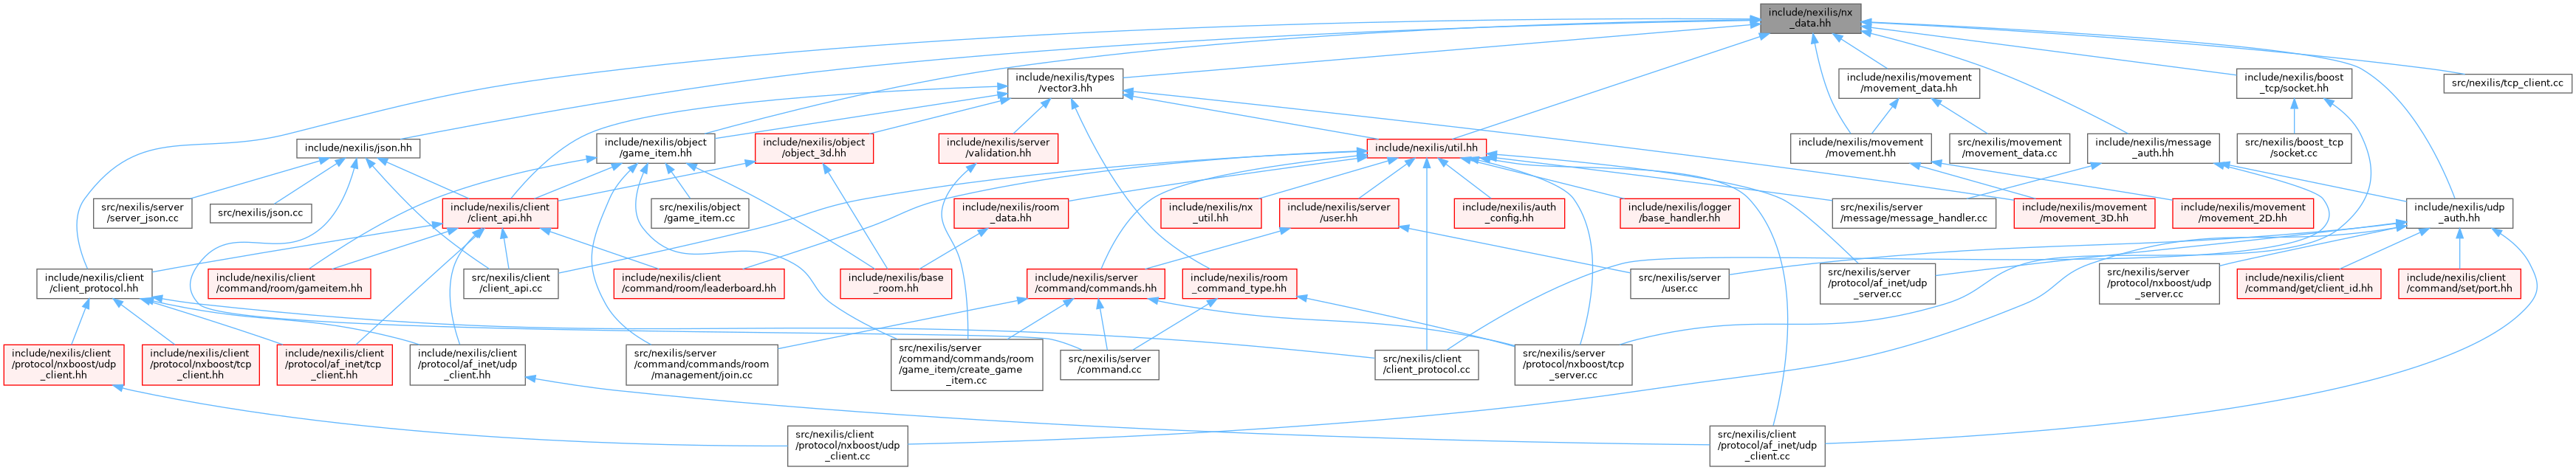 include/nexilis/nx
_data.hh
include/nexilis/types
/vector3.hh
include/nexilis/movement
/movement_data.hh
include/nexilis/boost
_tcp/socket.hh
src/nexilis/tcp_client.cc
include/nexilis/json.hh
include/nexilis/object
/game_item.hh
include/nexilis/object
/object_3d.hh
include/nexilis/server
/validation.hh
include/nexilis/util.hh
include/nexilis/movement
/movement.hh
src/nexilis/movement
/movement_data.cc
include/nexilis/message
_auth.hh
src/nexilis/boost_tcp
/socket.cc
src/nexilis/server
/server_json.cc
src/nexilis/json.cc
include/nexilis/client
/client_api.hh
src/nexilis/object
/game_item.cc
include/nexilis/room
_data.hh
include/nexilis/nx
_util.hh
include/nexilis/server
/user.hh
include/nexilis/auth
_config.hh
include/nexilis/logger
/base_handler.hh
src/nexilis/server
/message/message_handler.cc
include/nexilis/movement
/movement_3D.hh
include/nexilis/movement
/movement_2D.hh
include/nexilis/udp
_auth.hh
include/nexilis/client
/client_protocol.hh
include/nexilis/client
/command/room/gameitem.hh
src/nexilis/client
/client_api.cc
include/nexilis/client
/command/room/leaderboard.hh
include/nexilis/base
_room.hh
include/nexilis/server
/command/commands.hh
include/nexilis/room
_command_type.hh
src/nexilis/server
/user.cc
src/nexilis/server
/protocol/af_inet/udp
_server.cc
src/nexilis/server
/protocol/nxboost/udp
_server.cc
include/nexilis/client
/command/get/client_id.hh
include/nexilis/client
/command/set/port.hh
include/nexilis/client
/protocol/nxboost/udp
_client.hh
include/nexilis/client
/protocol/nxboost/tcp
_client.hh
include/nexilis/client
/protocol/af_inet/tcp
_client.hh
include/nexilis/client
/protocol/af_inet/udp
_client.hh
src/nexilis/server
/command/commands/room
/management/join.cc
src/nexilis/server
/command/commands/room
/game_item/create_game
_item.cc
src/nexilis/server
/command.cc
src/nexilis/client
/client_protocol.cc
src/nexilis/server
/protocol/nxboost/tcp
_server.cc
src/nexilis/client
/protocol/nxboost/udp
_client.cc
src/nexilis/client
/protocol/af_inet/udp
_client.cc